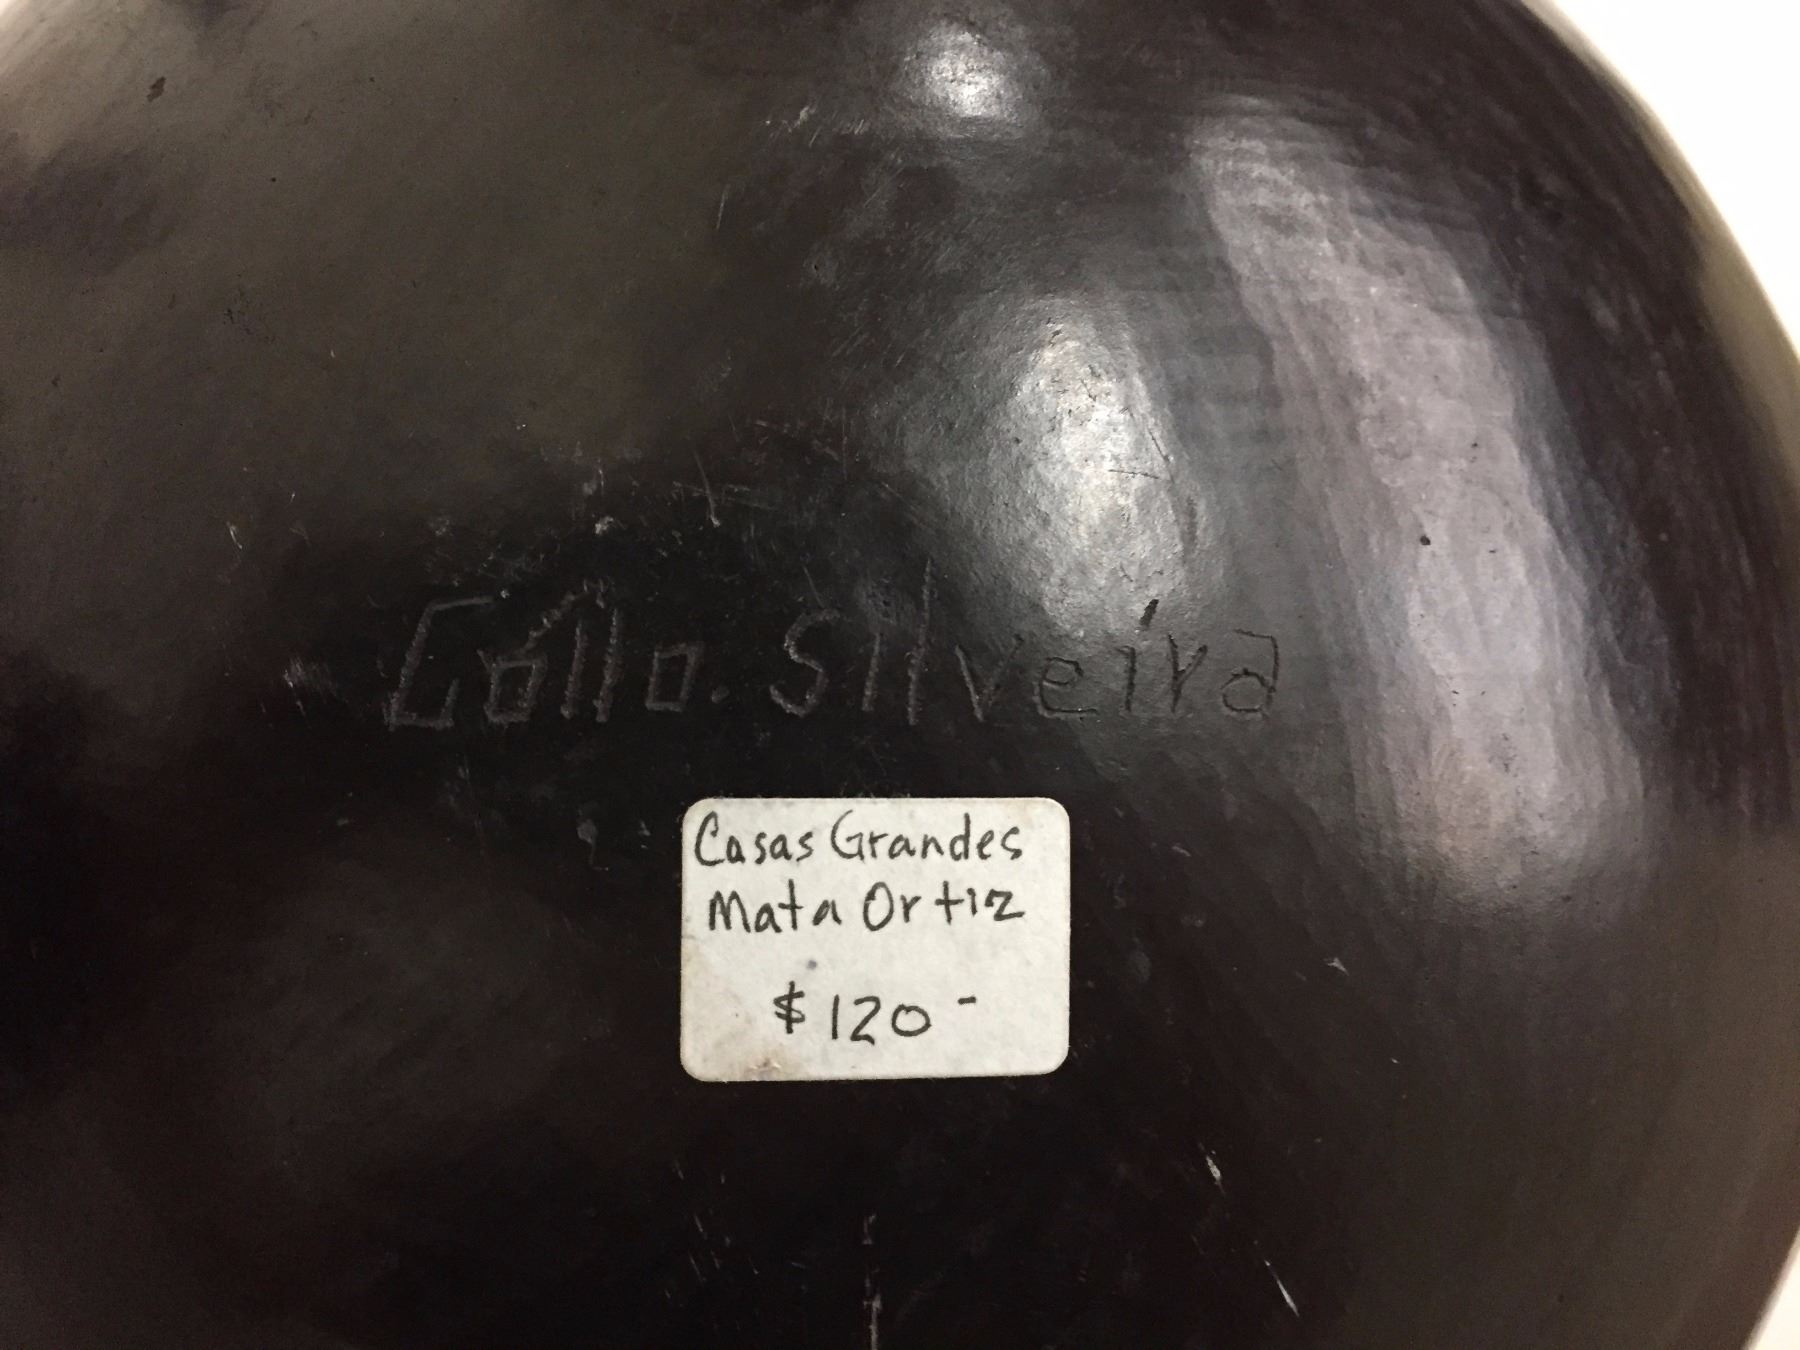 Gollo. Silveira
Casas Grandes
Mata Ortiz
$120-